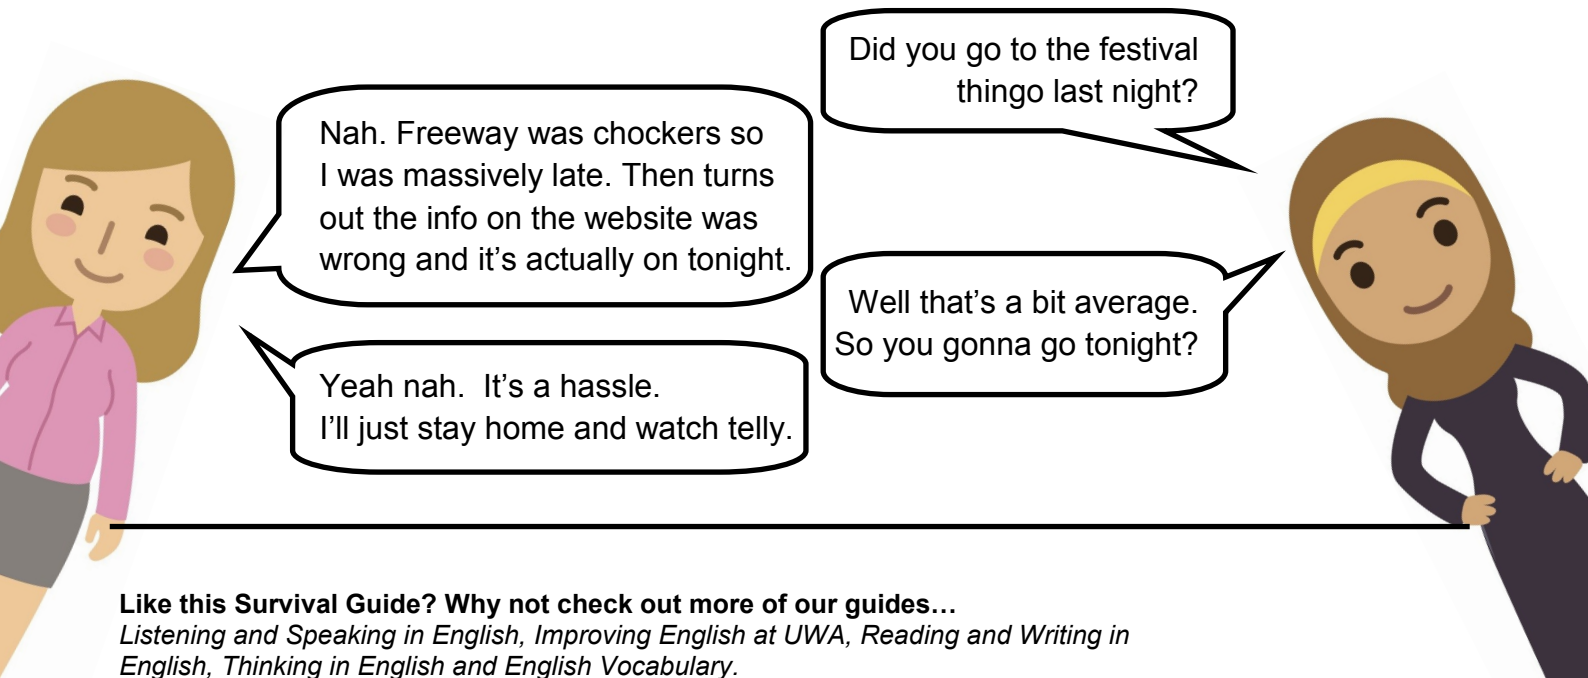 Did you go to the festival
thingo last night?
Nah. Freeway was chockers so
I was massively late. Then turns
out the info on the website was
wrong and it's actually on tonight.
Well that's a bit average.
So you gonna go tonight?
Yeah nah.  It's a hassle.
I'll just stay home and watch telly.
Like this Survival Guide? Why not check out more of our guides…
Listening and Speaking in English, Improving English at UWA, Reading and Writing in
English, Thinking in English and English Vocabulary.